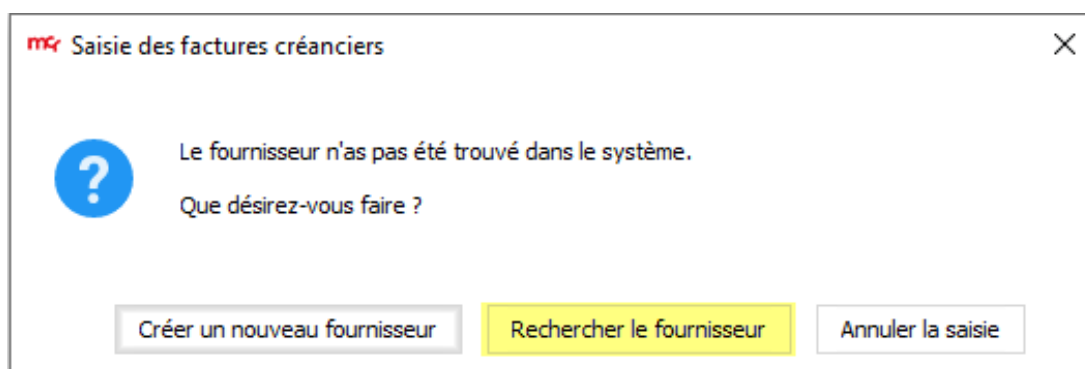 mcr Saisie des factures créanciers
Le fournisseur n'as pas été trouvé dans le système.
Que désirez-vous faire ?
Créer un nouveau fournisseur Rechercher le fournisseur Annuler la saisie